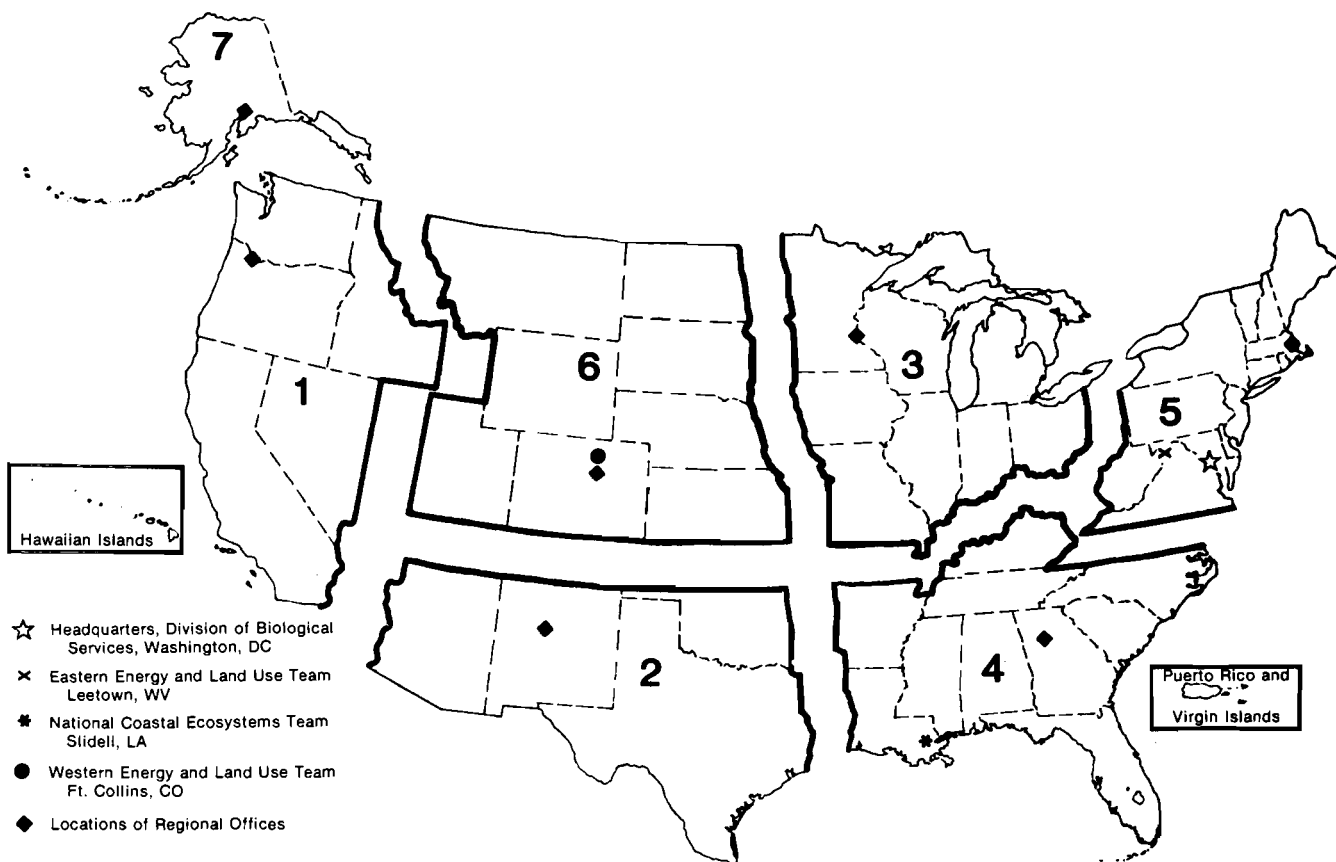 7
6
3
1
5
Hawaiian Islands
2
4
Puerto Rico and
Virgin Islands
Headquarters, Division of Biological
Services, Washington, DC
Eastern Energy and Land Use Team
Leetown, WV
National Coastal Ecosystems Team
Slidell, LA
Western Energy and Land Use Team
Ft. Collins, CO
Locations of Regional Offices